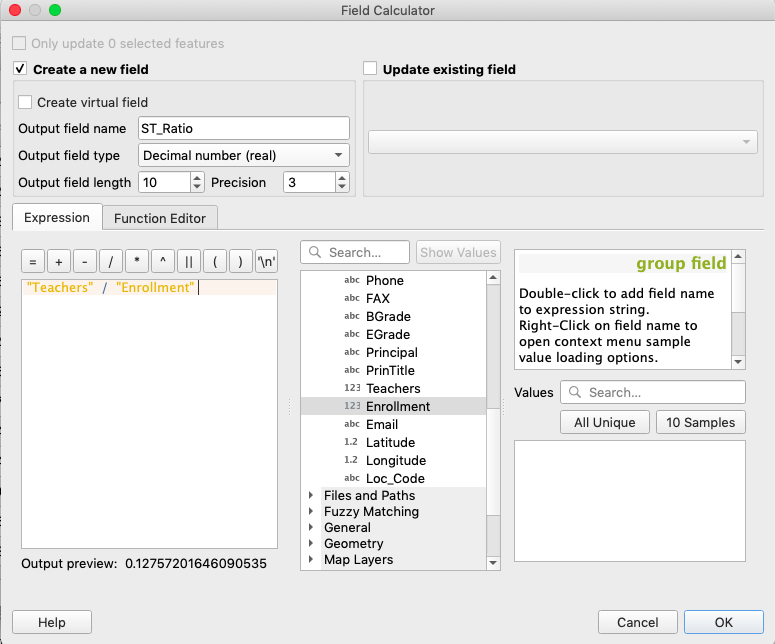 Field Calculator
Only update 0 selected features
Create a new field
Update existing field
Create virtual field
Output field name ST_Ratio
Output field type Decimal number (real)
Output field length 10 Precision 3
Expression Function Editor
= + - / * ^ || ( ) '\n'
Search... Show Values
"Teachers" / "Enrollment"
abc Phone
abc FAX
abc BGrade
abc EGrade
abc Principal
abc PrinTitle
123 Teachers
123 Enrollment
abc Email
1.2 Latitude
1.2 Longitude
abc Loc_Code
Files and Paths
Fuzzy Matching
General
Geometry
Map Layers
group field
Double-click to add field name
to expression string.
Right-Click on field name to
open context menu sample
value loading options.
Values Search...
All Unique 10 Samples
Output preview: 0.12757201646090535
Help Cancel OK